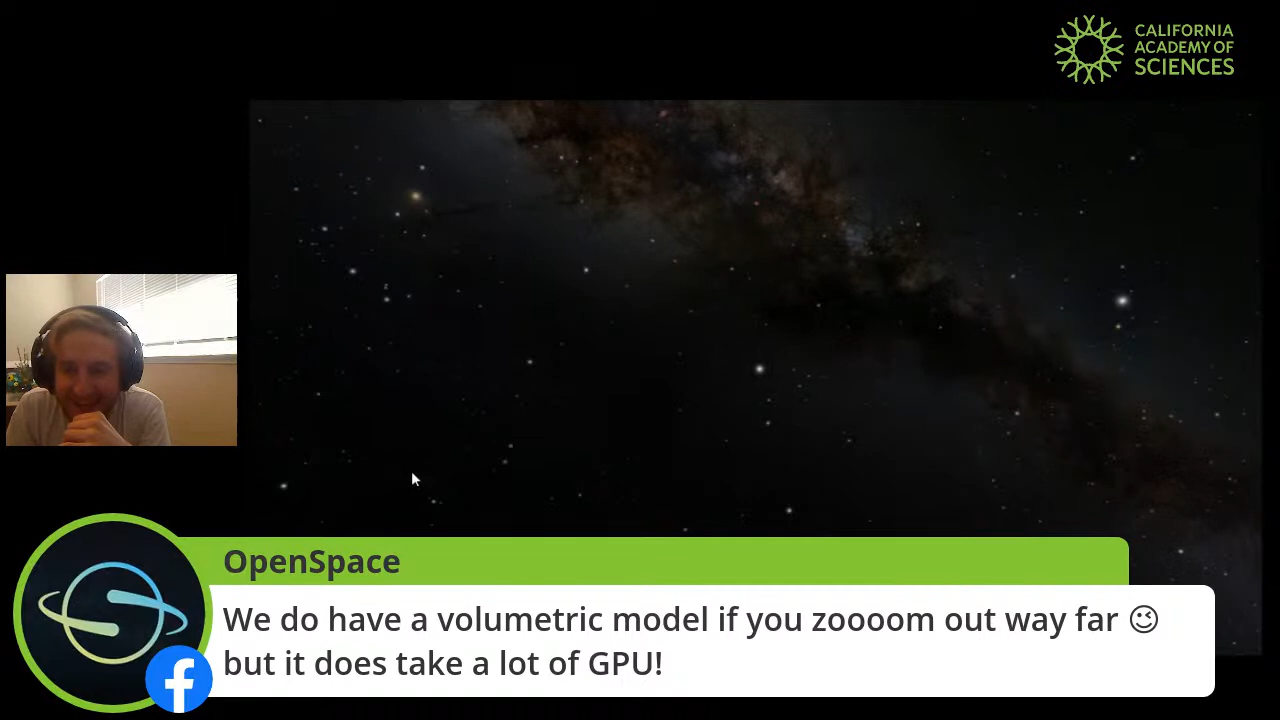 CALIFORNIA
ACADEMY OF
SCIENCES
OpenSpace
We do have a volumetric model if you zoooom out way far 😉
but it does take a lot of GPU!